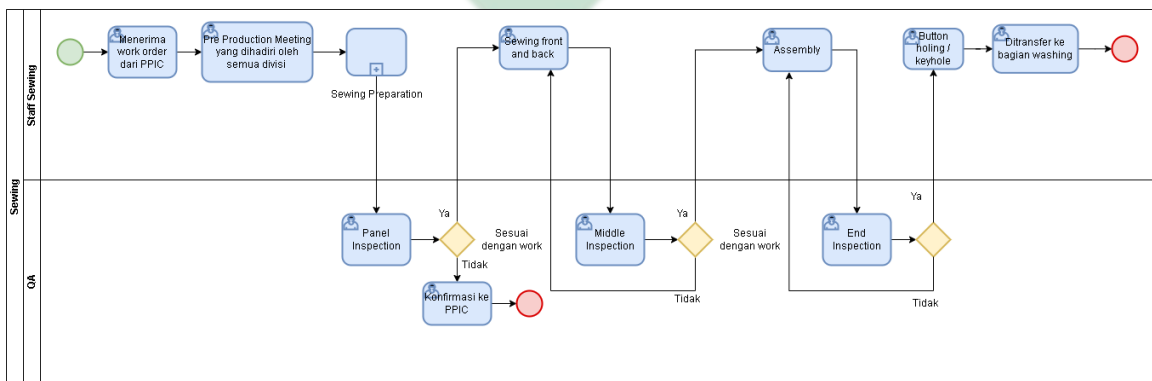 Sewing
Staff Sewing
Menerima
work order
dari PPIC
Pre Production Meeting
yang dihadiri oleh
semua divisi
Sewing Preparation
Sewing front
and back
Assembly
Button
holing /
keyhole
Ditransfer ke
bagian washing
QA
Panel
Inspection
Ya
Sesuai
dengan work
Tidak
Konfirmasi ke
PPIC
Middle
Inspection
Ya
Sesuai
dengan work
Tidak
End
Inspection
Ya
Tidak